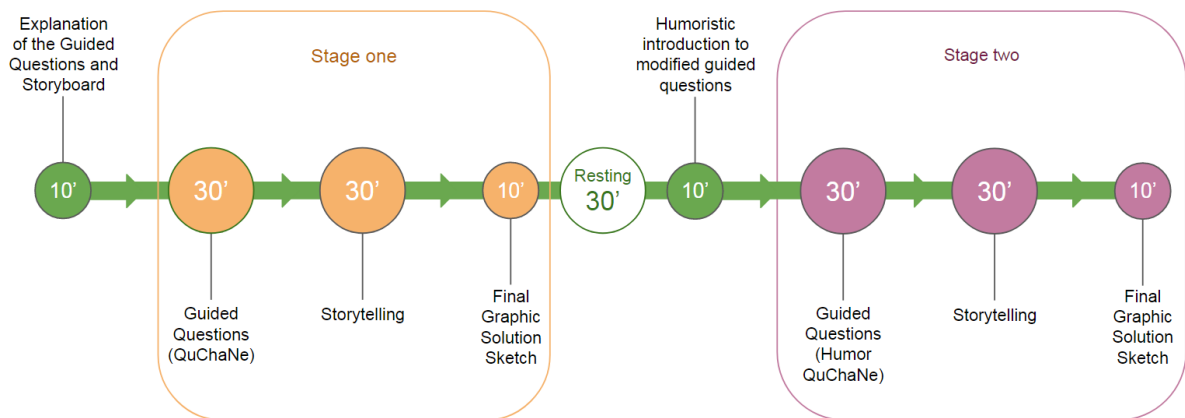 Explanation
of the Guided
Questions and
Storyboard
Stage one
Humoristic
introduction to
modified guided
questions
Stage two
10’
30’
30’
10’
Resting
30’
10’
30’
30’
10’
Guided
Questions
(QuChaNe)
Storytelling
Final
Graphic
Solution
Sketch
Guided
Questions
(Humor
QuChaNe)
Storytelling
Final
Graphic
Solution
Sketch